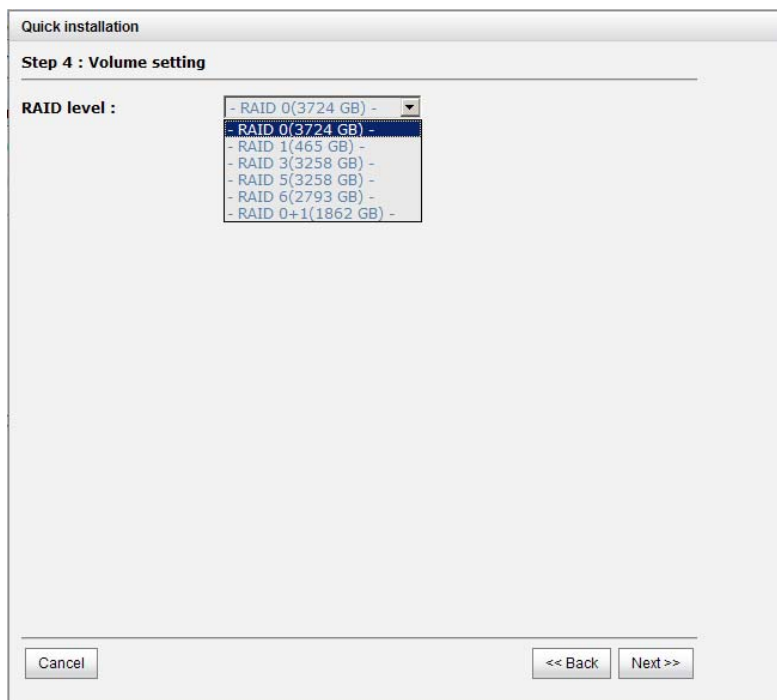 Quick installation
Step 4 : Volume setting
RAID level :
- RAID 0(3724 GB) -
- RAID 0(3724 GB) -
- RAID 1(465 GB) -
- RAID 3(3258 GB) -
- RAID 5(3258 GB) -
- RAID 6(2793 GB) -
- RAID 0+1(1862 GB) -
Cancel
<< Back
Next >>